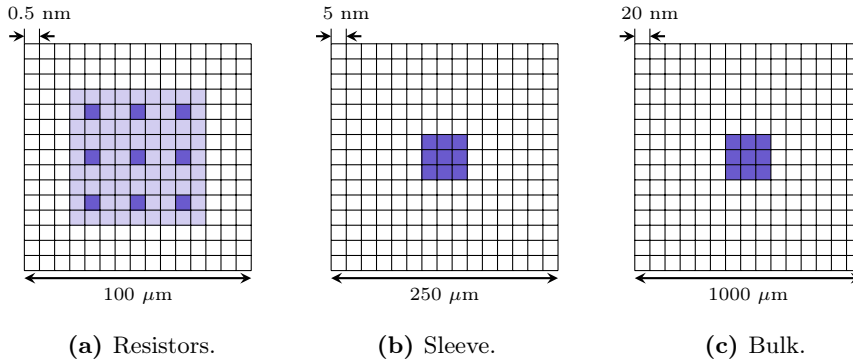 0.5 nm
5 nm
20 nm
100 μm
250 μm
1000 μm
(a) Resistors.
(b) Sleeve.
(c) Bulk.